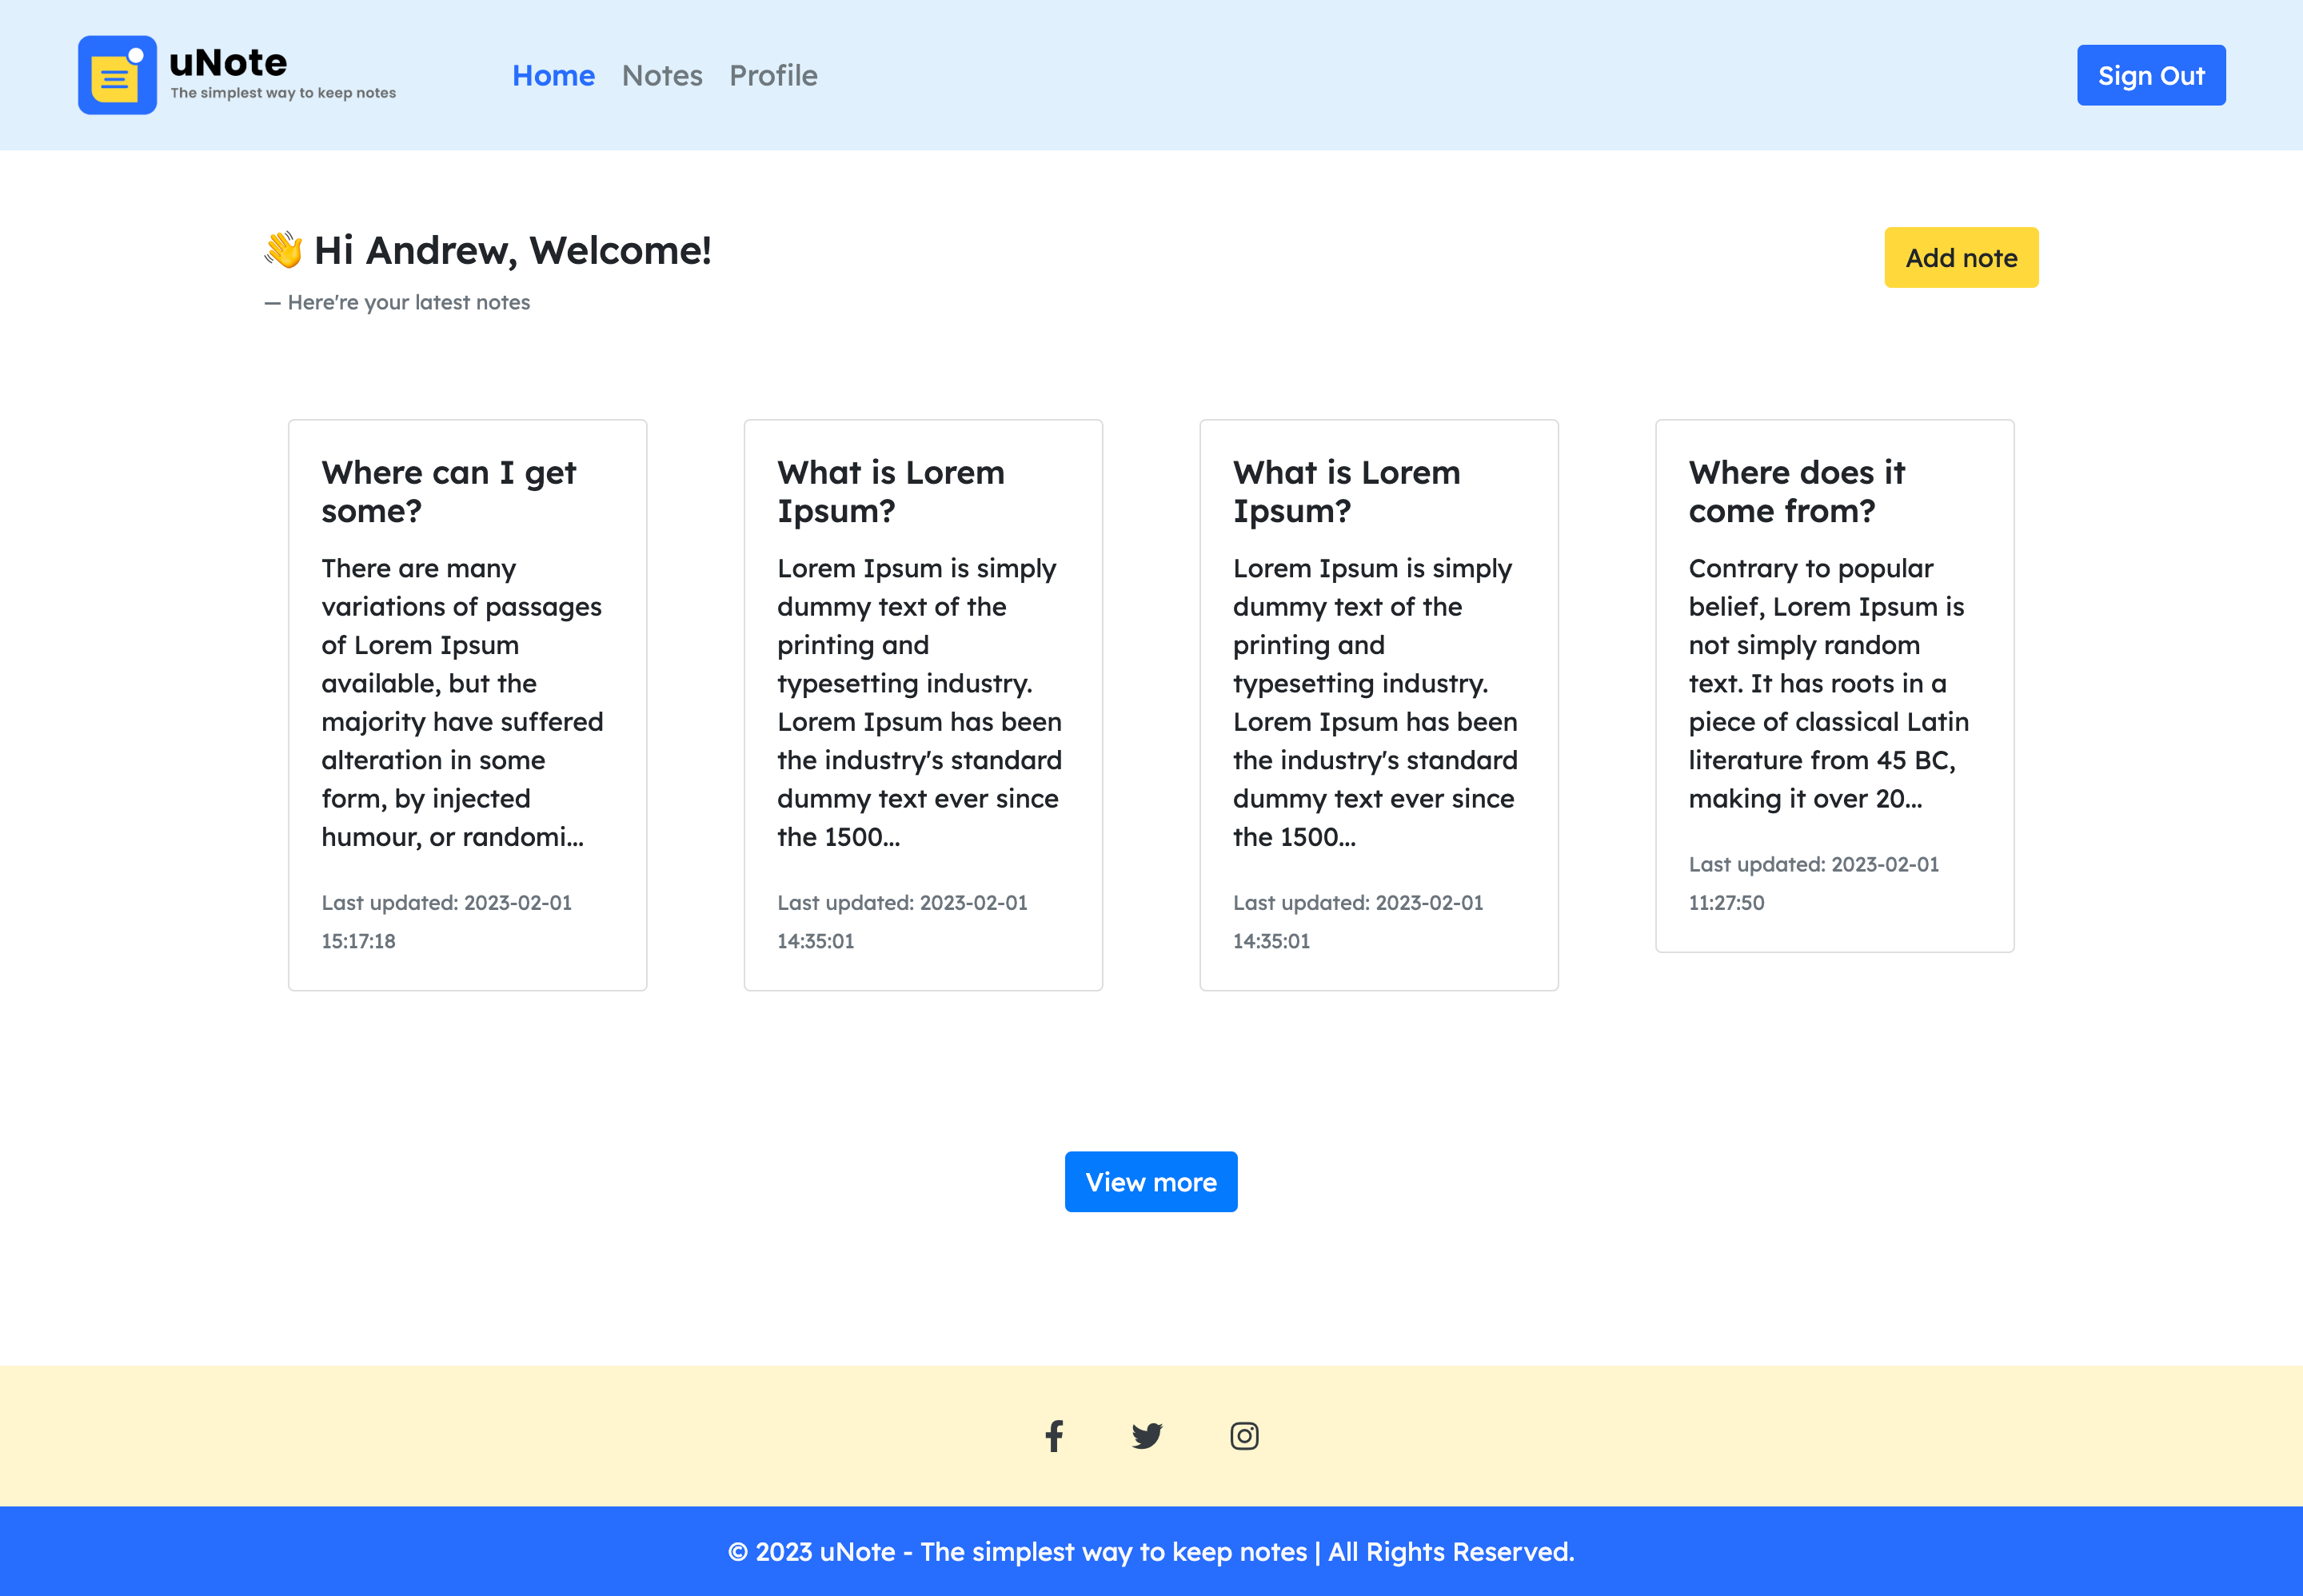 uNote
The simplest way to keep notes
Home Notes Profile
Sign Out
👋 Hi Andrew, Welcome!
— Here're your latest notes
Add note
Where can I get
some?
There are many
variations of passages
of Lorem Ipsum
available, but the
majority have suffered
alteration in some
form, by injected
humour, or randomi...
Last updated: 2023-02-01
15:17:18
What is Lorem
Ipsum?
Lorem Ipsum is simply
dummy text of the
printing and
typesetting industry.
Lorem Ipsum has been
the industry's standard
dummy text ever since
the 1500...
Last updated: 2023-02-01
14:35:01
What is Lorem
Ipsum?
Lorem Ipsum is simply
dummy text of the
printing and
typesetting industry.
Lorem Ipsum has been
the industry's standard
dummy text ever since
the 1500...
Last updated: 2023-02-01
14:35:01
Where does it
come from?
Contrary to popular
belief, Lorem Ipsum is
not simply random
text. It has roots in a
piece of classical Latin
literature from 45 BC,
making it over 20...
Last updated: 2023-02-01
11:27:50
View more
© 2023 uNote - The simplest way to keep notes | All Rights Reserved.